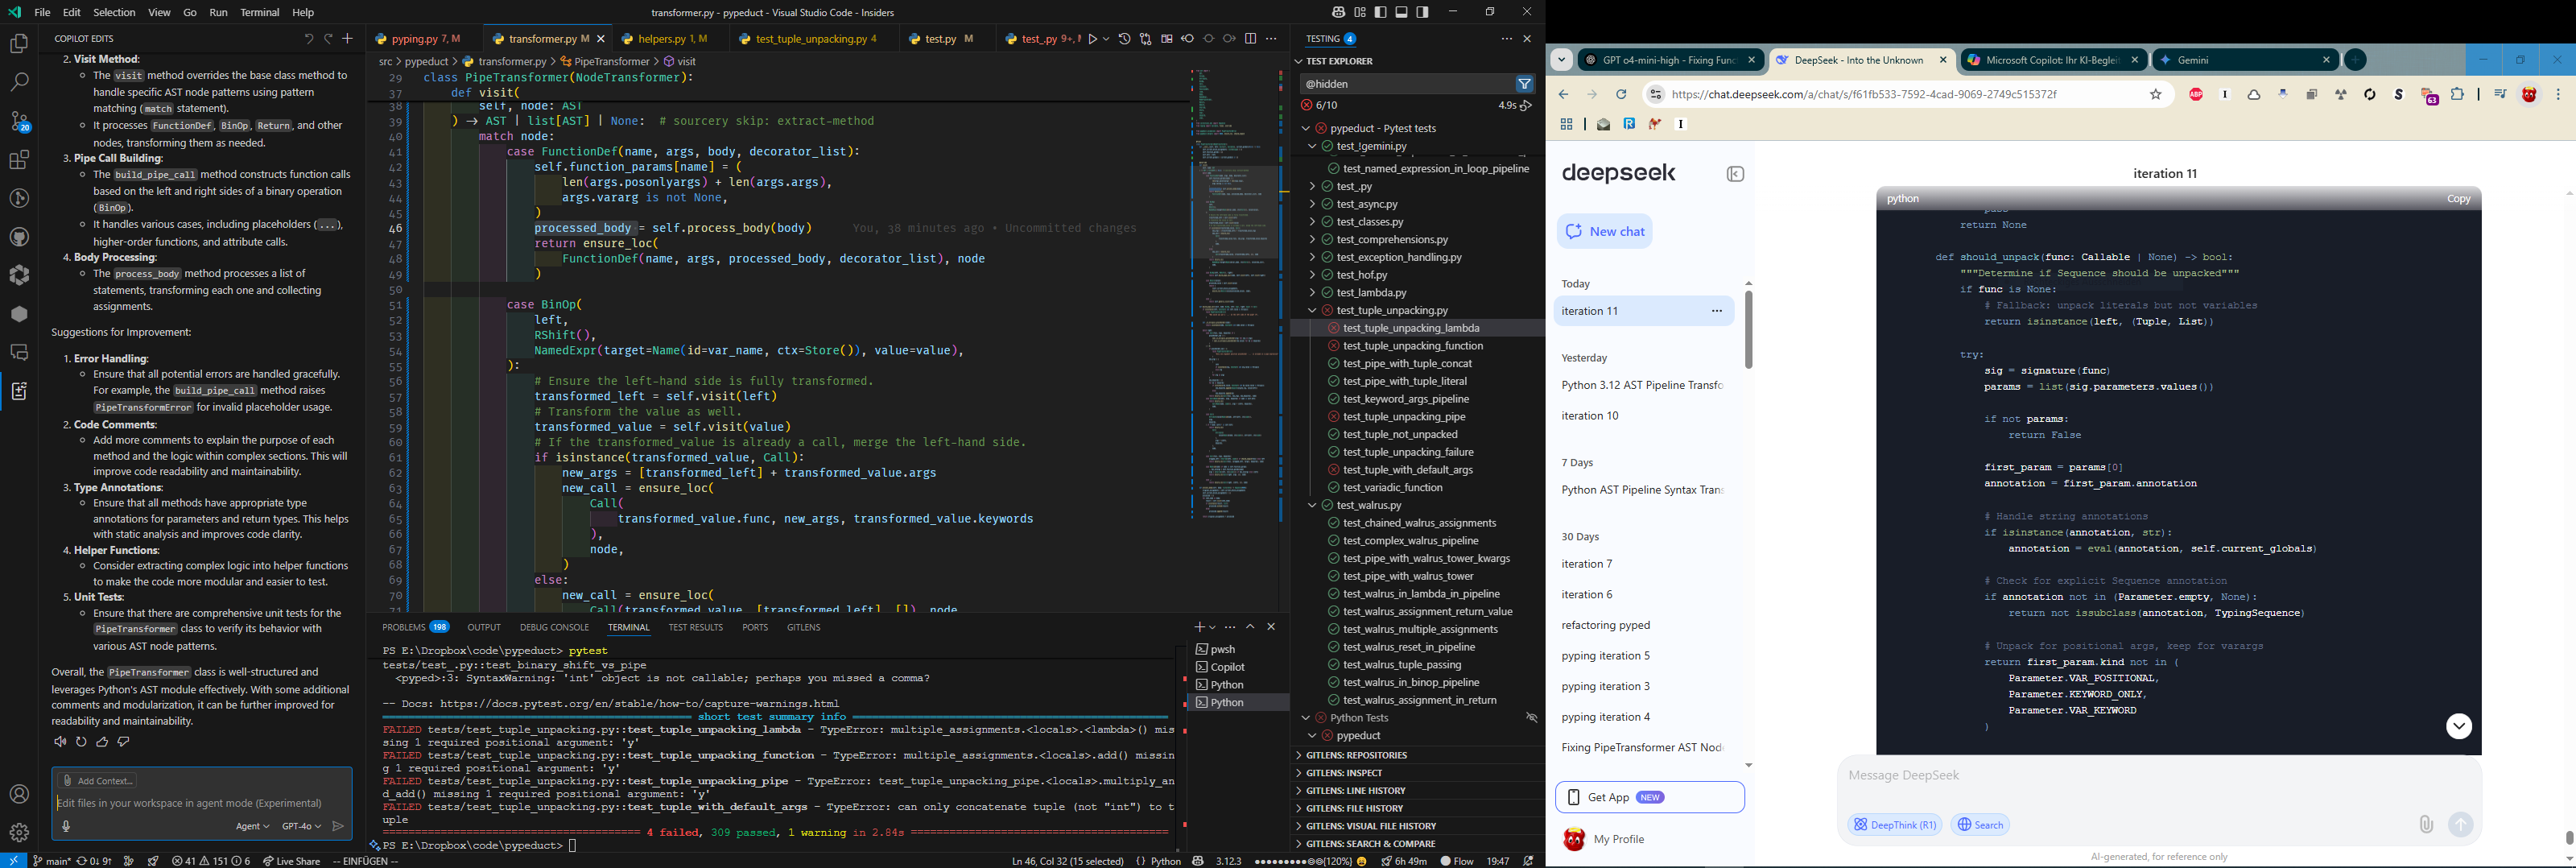 File Edit Selection View Go Run Terminal Help
transformer.py - pypeduct - Visual Studio Code - Insiders
COPILOT EDITS
2. Visit Method:
The visit method overrides the base class method to
handle specific AST node patterns using pattern
matching (match statement).
It processes FunctionDef, BinOp, Return, and other
nodes, transforming them as needed.
3. Pipe Call Building:
The build_pipe_call method constructs function calls
based on the left and right sides of a binary operation
(BinOp).
It handles various cases, including placeholders (...),
higher-order functions, and attribute calls.
4. Body Processing:
The process_body method processes a list of
statements, transforming each one and collecting
assignments.
Suggestions for Improvement:
1. Error Handling:
Ensure that all potential errors are handled gracefully.
For example, the build_pipe_call method raises
PipeTransformError for invalid placeholder usage.
2. Code Comments:
Add more comments to explain the purpose of each
method and the logic within complex sections. This will
improve code readability and maintainability.
3. Type Annotations:
Ensure that all methods have appropriate type
annotations for parameters and return types. This helps
with static analysis and improves code clarity.
4. Helper Functions:
Consider extracting complex logic into helper functions
to make the code more modular and easier to test.
5. Unit Tests:
Ensure that there are comprehensive unit tests for the
PipeTransformer class to verify its behavior with
various AST node patterns.
Overall, the PipeTransformer class is well-structured and
leverages Python's AST module effectively. With some additional
comments and modularization, it can be further improved for
readability and maintainability.
Add Context...
Edit files in your workspace in agent mode (Experimental)
Agent GPT-4o
20
pyping.py 7, M transformer.py M helpers.py 1, M test_tuple_unpacking.py 4 test.py M test_.py 9+,
src > pypeduct > transformer.py > PipeTransformer > visit
29 class PipeTransformer(NodeTransformer):
37 def visit(
38 self, node: AST
39 ) -> AST | list[AST] | None: # sourcery skip: extract-method
40 match node:
41 case FunctionDef(name, args, body, decorator_list):
42 self.function_params[name] = (
43 len(args.posonlyargs) + len(args.args),
44 args.vararg is not None,
45 )
46 processed_body = self.process_body(body) You, 38 minutes ago • Uncommitted changes
47 return ensure_loc(
48 FunctionDef(name, args, processed_body, decorator_list), node
49 )
50
51 case BinOp(
52 left,
53 RShift(),
54 NamedExpr(target=Name(id=var_name, ctx=Store()), value=value),
55 ):
56 # Ensure the left-hand side is fully transformed.
57 transformed_left = self.visit(left)
58 # Transform the value as well.
59 transformed_value = self.visit(value)
60 # If the transformed_value is already a call, merge the left-hand side.
61 if isinstance(transformed_value, Call):
62 new_args = [transformed_left] + transformed_value.args
63 new_call = ensure_loc(
64 Call(
65 transformed_value.func, new_args, transformed_value.keywords
66 ),
67 node,
68 )
69 else:
70 new_call = ensure_loc(
71 Call(transformed_value, [transformed_left], []), node
PROBLEMS 198 OUTPUT DEBUG CONSOLE TERMINAL TEST RESULTS PORTS GITLENS
PS E:\Dropbox\code\pypeduct> pytest
tests/test_.py::test_binary_shift_vs_pipe
<pyped>:3: SyntaxWarning: 'int' object is not callable; perhaps you missed a comma?
-- Docs: https://docs.pytest.org/en/stable/how-to/capture-warnings.html
short test summary info
FAILED tests/test_tuple_unpacking.py::test_tuple_unpacking_lambda - TypeError: multiple_assignments.<locals>.<lambda>() mis
sing 1 required positional argument: 'y'
FAILED tests/test_tuple_unpacking.py::test_tuple_unpacking_function - TypeError: multiple_assignments.<locals>.add() missin
g 1 required positional argument: 'y'
FAILED tests/test_tuple_unpacking.py::test_tuple_unpacking_pipe - TypeError: test_tuple_unpacking_pipe.<locals>.multiply_an
d_add() missing 1 required positional argument: 'y'
FAILED tests/test_tuple_unpacking.py::test_tuple_with_default_args - TypeError: can only concatenate tuple (not "int") to t
uple
4 failed, 309 passed, 1 warning in 2.84s
PS E:\Dropbox\code\pypeduct>
pwsh
Copilot
Python
Python
TESTING 4
TEST EXPLORER
@hidden
6/10 4.9s
pypeduct - Pytest tests
test_!gemini.py
test_named_expression_in_loop_pipeline
test_.py
test_async.py
test_classes.py
test_comprehensions.py
test_exception_handling.py
test_hof.py
test_lambda.py
test_tuple_unpacking.py
test_tuple_unpacking_lambda
test_tuple_unpacking_function
test_pipe_with_tuple_concat
test_pipe_with_tuple_literal
test_keyword_args_pipeline
test_tuple_unpacking_pipe
test_tuple_not_unpacked
test_tuple_unpacking_failure
test_tuple_with_default_args
test_variadic_function
test_walrus.py
test_chained_walrus_assignments
test_complex_walrus_pipeline
test_pipe_with_walrus_tower_kwargs
test_pipe_with_walrus_tower
test_walrus_in_lambda_in_pipeline
test_walrus_assignment_return_value
test_walrus_multiple_assignments
test_walrus_reset_in_pipeline
test_walrus_tuple_passing
test_walrus_in_binop_pipeline
test_walrus_assignment_in_return
Python Tests
pypeduct
GITLENS: REPOSITORIES
GITLENS: INSPECT
GITLENS: LINE HISTORY
GITLENS: FILE HISTORY
GITLENS: VISUAL FILE HISTORY
GITLENS: SEARCH & COMPARE
main* 0↓ 9↑ 41 151 6 Live Share -- EINFÜGEN --
Ln 46, Col 32 (15 selected) Python 3.12.3 (120%) 6h 49m Flow 19:47
GPT o4-mini-high - Fixing Func DeepSeek - Into the Unknown Microsoft Copilot: Ihr KI-Begleit Gemini
https://chat.deepseek.com/a/chat/s/f61fb533-7592-4cad-9069-2749c515372f
ABP
63
deepseek
New chat
Today
iteration 11
Yesterday
Python 3.12 AST Pipeline Transfo
iteration 10
7 Days
Python AST Pipeline Syntax Trans
30 Days
iteration 7
iteration 6
refactoring pyped
pyping iteration 5
pyping iteration 3
pyping iteration 4
Fixing PipeTransformer AST Node
Get App NEW
My Profile
iteration 11
python Copy
pass
return None
def should_unpack(func: Callable | None) -> bool:
"""Determine if Sequence should be unpacked"""
if func is None:
# Fallback: unpack literals but not variables
return isinstance(left, (Tuple, List))
try:
sig = signature(func)
params = list(sig.parameters.values())
if not params:
return False
first_param = params[0]
annotation = first_param.annotation
# Handle string annotations
if isinstance(annotation, str):
annotation = eval(annotation, self.current_globals)
# Check for explicit Sequence annotation
if annotation not in (Parameter.empty, None):
return not issubclass(annotation, TypingSequence)
# Unpack for positional args, keep for varargs
return first_param.kind not in (
Parameter.VAR_POSITIONAL,
Parameter.KEYWORD_ONLY,
Parameter.VAR_KEYWORD
)
Message DeepSeek
DeepThink (R1) Search
AI-generated, for reference only